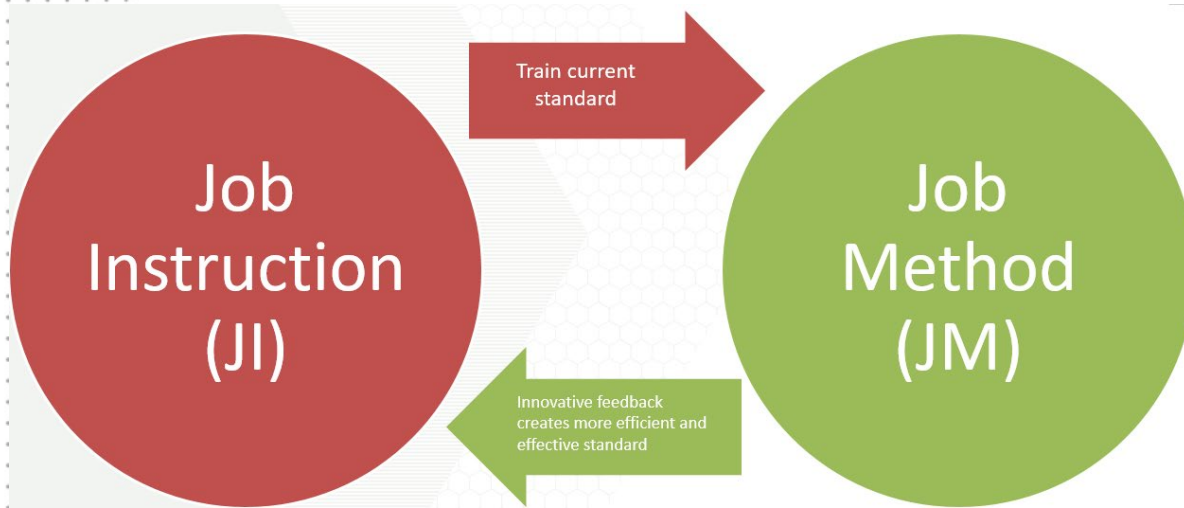 Job
Instruction
(JI)
Train current
standard
Job
Method
(JM)
Innovative feedback
creates more efficient and
effective standard